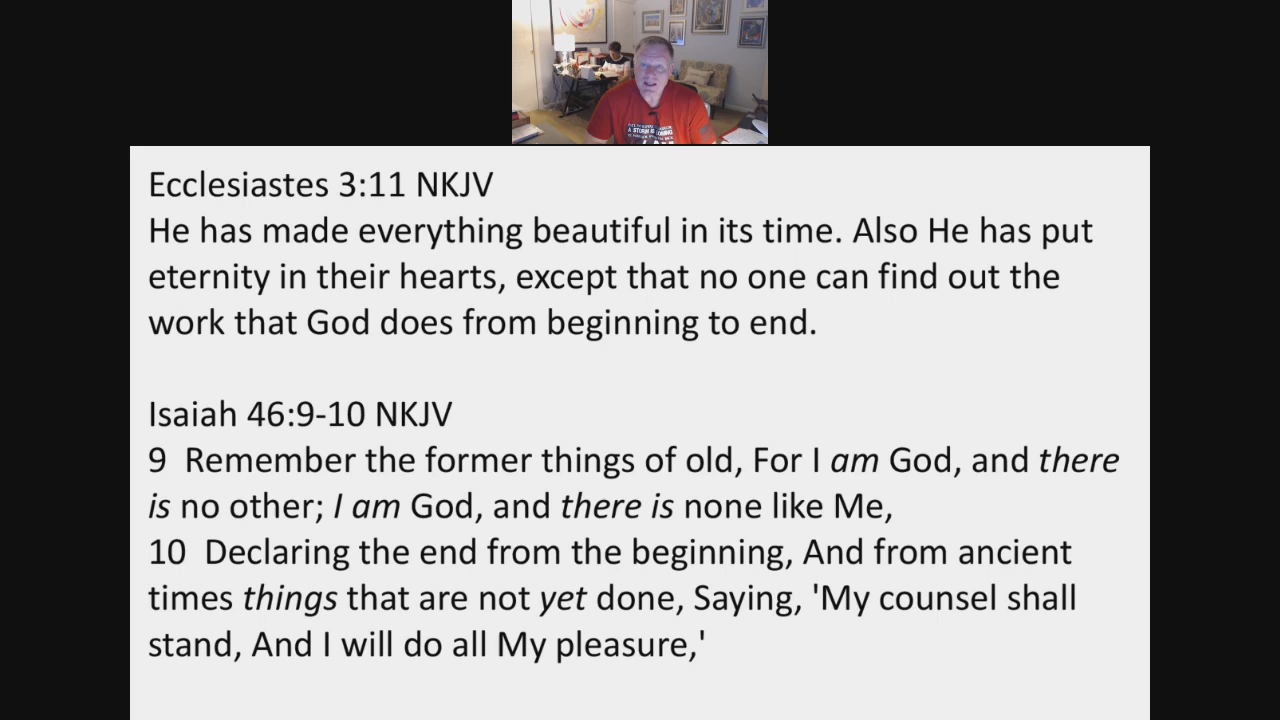 A STORM IS COMING
Ecclesiastes 3:11 NKJV
He has made everything beautiful in its time. Also He has put
eternity in their hearts, except that no one can find out the
work that God does from beginning to end.
Isaiah 46:9-10 NKJV
9 Remember the former things of old, For I am God, and there
is no other; I am God, and there is none like Me,
10 Declaring the end from the beginning, And from ancient
times things that are not yet done, Saying, 'My counsel shall
stand, And I will do all My pleasure,'